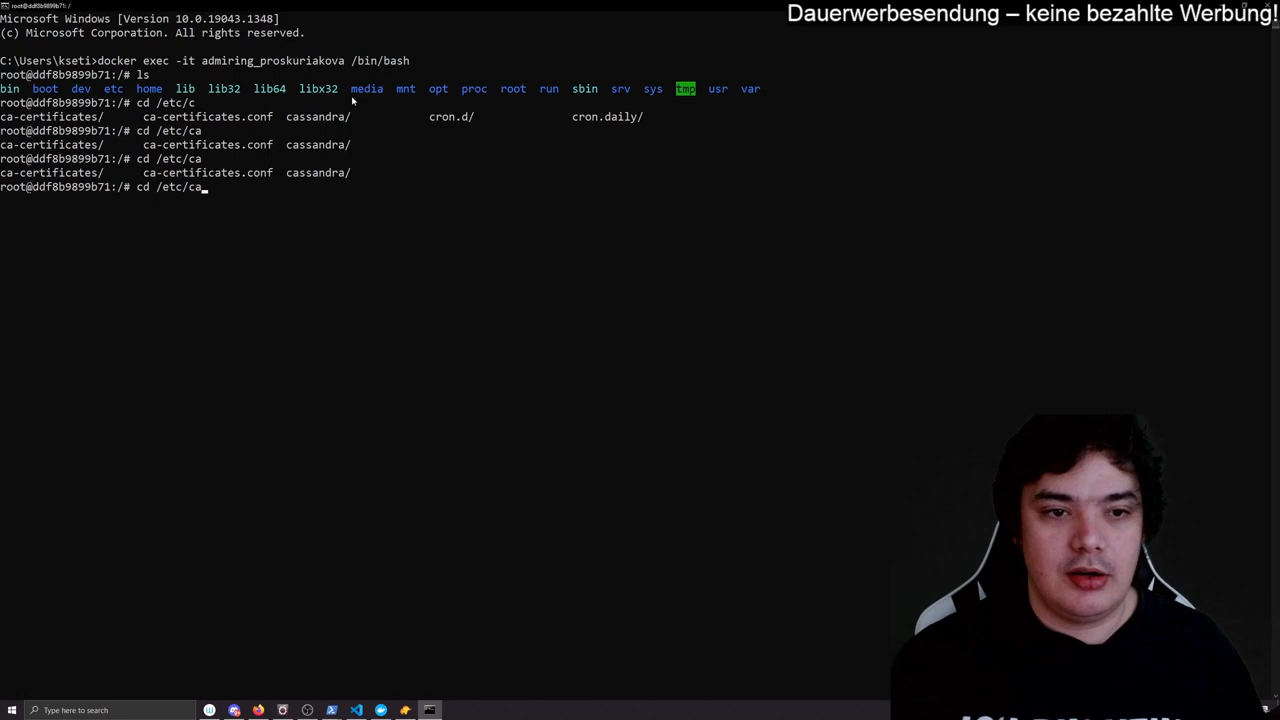 root@ddf8b9899b71: /
Dauerwerbesendung – keine bezahlte Werbung!
Microsoft Windows [Version 10.0.19043.1348]
(c) Microsoft Corporation. All rights reserved.
C:\Users\kseti>docker exec -it admiring_proskuriakova /bin/bash
root@ddf8b9899b71:/# ls
bin boot dev etc home lib lib32 lib64 libx32 media mnt opt proc root run sbin srv sys tmp usr var
root@ddf8b9899b71:/# cd /etc/c
ca-certificates/ ca-certificates.conf cassandra/ cron.d/ cron.daily/
root@ddf8b9899b71:/# cd /etc/ca
ca-certificates/ ca-certificates.conf cassandra/
root@ddf8b9899b71:/# cd /etc/ca
ca-certificates/ ca-certificates.conf cassandra/
root@ddf8b9899b71:/# cd /etc/ca
Type here to search